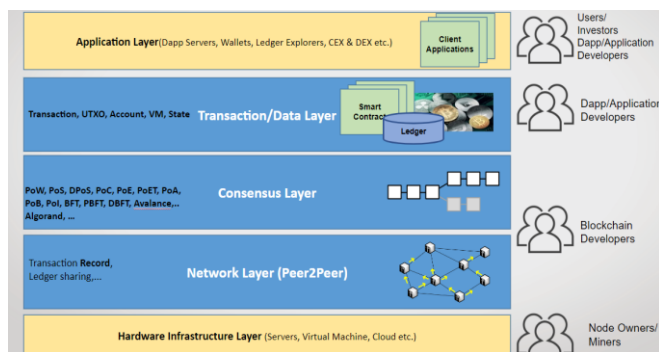 Application Layer(Dapp Servers, Wallets, Ledger Explorers, CEX & DEX etc.)
Client
Applications
Users/
Investors
Dapp/Application
Developers
Transaction, UTXO, Account, VM, State
Transaction/Data Layer
Smart
Contract
Ledger
Dapp/Application
Developers
PoW, PoS, DPoS, PoC, PoE, PoET, PoA,
PoB, PoI, BFT, PBFT, DBFT, Avalance,..
Algorand, ...
Consensus Layer
Blockchain
Developers
Transaction Record,
Ledger sharing,...
Network Layer (Peer2Peer)
Hardware Infrastructure Layer (Servers, Virtual Machine, Cloud etc.)
Node Owners/
Miners